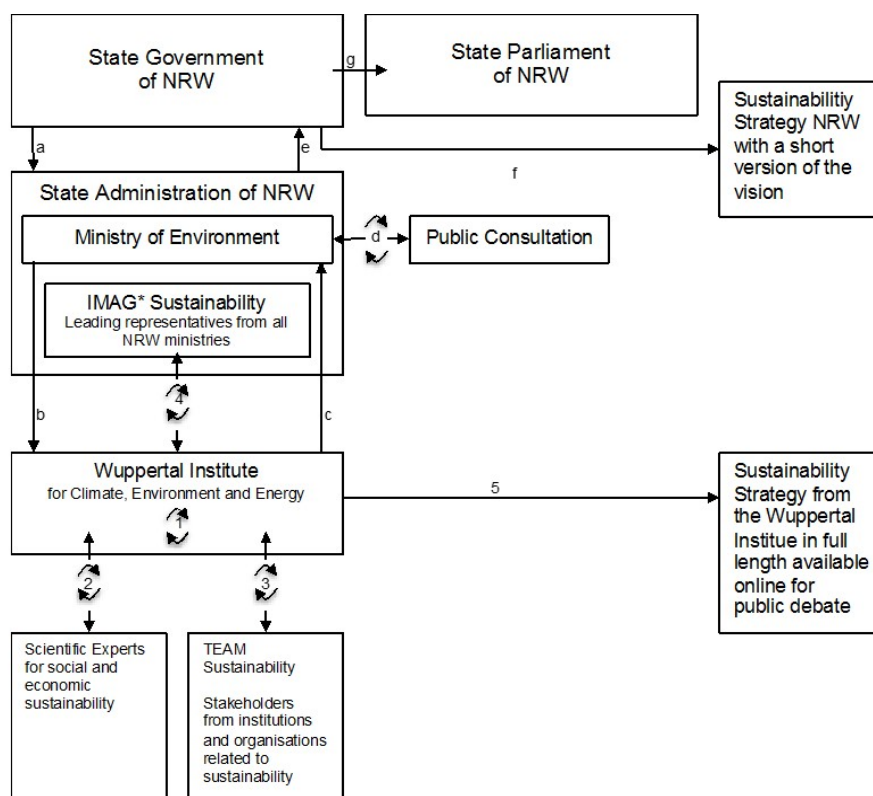 State Government
of NRW
g
State Parliament
of NRW
Sustainabilitiy
Strategy NRW
with a short
version of the
vision
a
e
f
State Administration of NRW
Ministry of Environment
d
Public Consultation
IMAG* Sustainability
Leading representatives from all
NRW ministries
b
4
c
Wuppertal Institute
for Climate, Environment and Energy
1
5
Sustainability
Strategy from
the Wuppertal
Institue in full
length available
online for
public debate
2
3
Scientific Experts
for social and
economic
sustainability
TEAM
Sustainability
Stakeholders
from institutions
and organisations
related to
sustainability